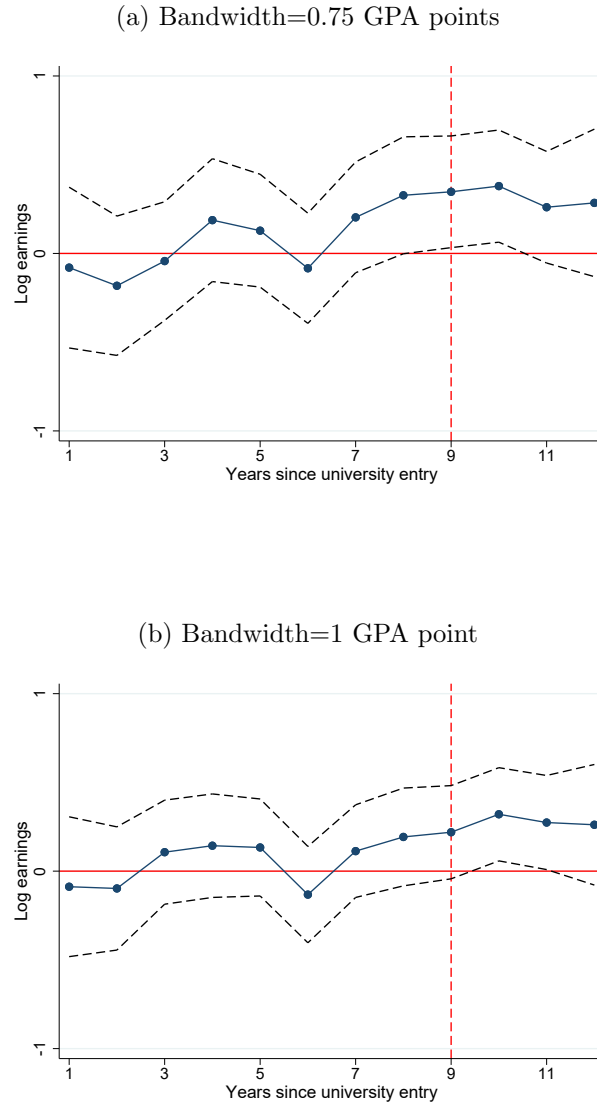 (a) Bandwidth=0.75 GPA points
1
0
-1
Log earnings
1 3 5 7 9 11
Years since university entry
(b) Bandwidth=1 GPA point
1
0
-1
Log earnings
1 3 5 7 9 11
Years since university entry